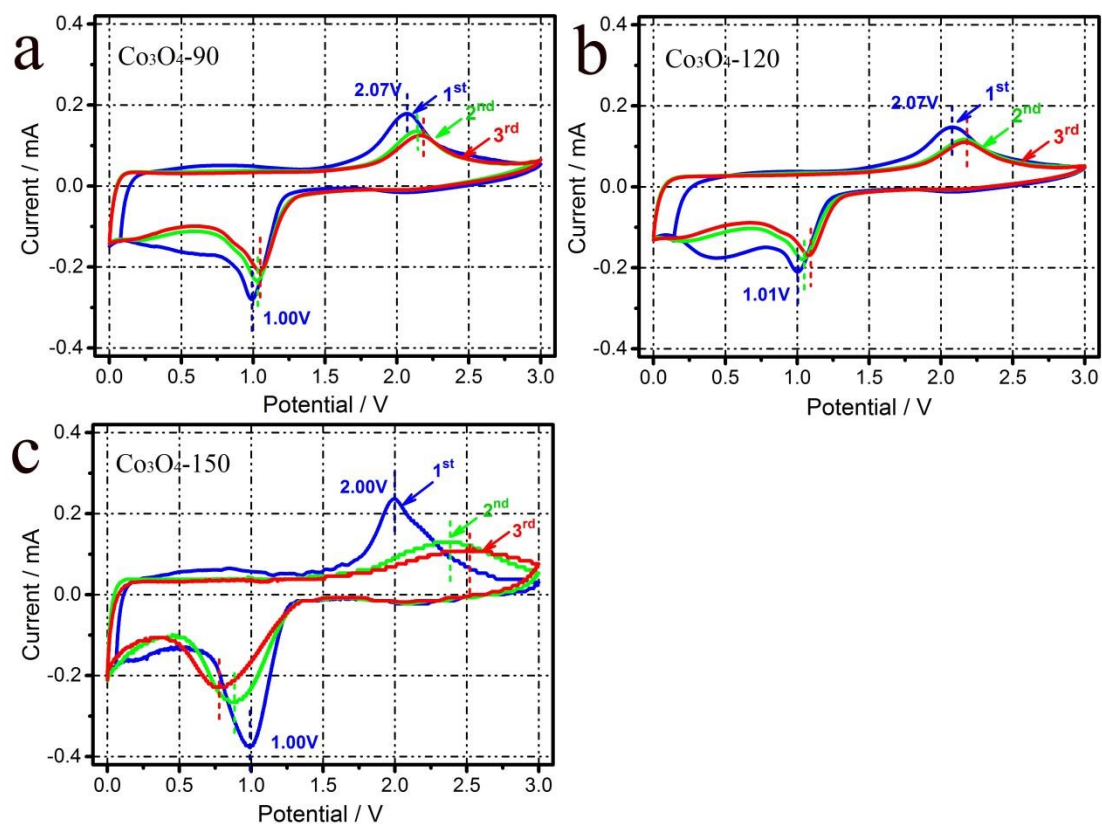 a
Co3O4-90
2.07V
1st
2nd
3rd
1.00V
0.4
0.2
0.0
-0.2
-0.4
Current / mA
0.0 0.5 1.0 1.5 2.0 2.5 3.0
Potential / V
b
Co3O4-120
2.07V
1st
2nd
3rd
1.01V
0.4
0.2
0.0
-0.2
-0.4
Current / mA
0.0 0.5 1.0 1.5 2.0 2.5 3.0
Potential / V
c
Co3O4-150
2.00V
1st
2nd
3rd
1.00V
0.4
0.2
0.0
-0.2
-0.4
Current / mA
0.0 0.5 1.0 1.5 2.0 2.5 3.0
Potential / V